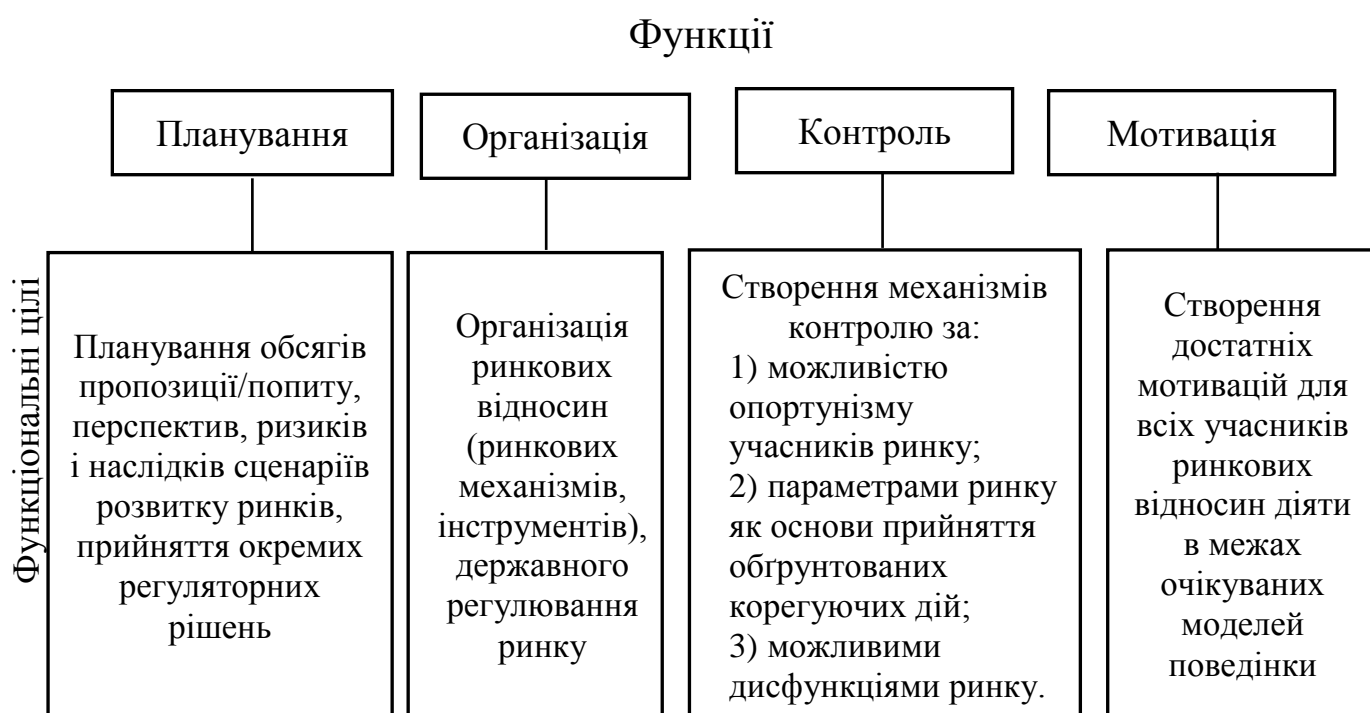 Функції
Планування
Організація
Контроль
Мотивація
Функціональні цілі
Планування обсягів
пропозиції/попиту,
перспектив, ризиків
і наслідків сценаріїв
розвитку ринків,
прийняття окремих
регуляторних
рішень
Організація
ринкових
відносин
(ринкових
механізмів,
інструментів),
державного
регулювання
ринку
Створення механізмів
контролю за:
1) можливістю
опортунізму
учасників ринку;
2) параметрами ринку
як основи прийняття
обґрунтованих
корегуючих дій;
3) можливими
дисфункціями ринку.
Створення
достатніх
мотивацій для
всіх учасників
ринкових
відносин діяти
в межах
очікуваних
моделей
поведінки